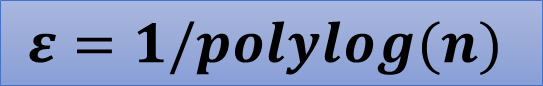 ε = 1/polylog(n)